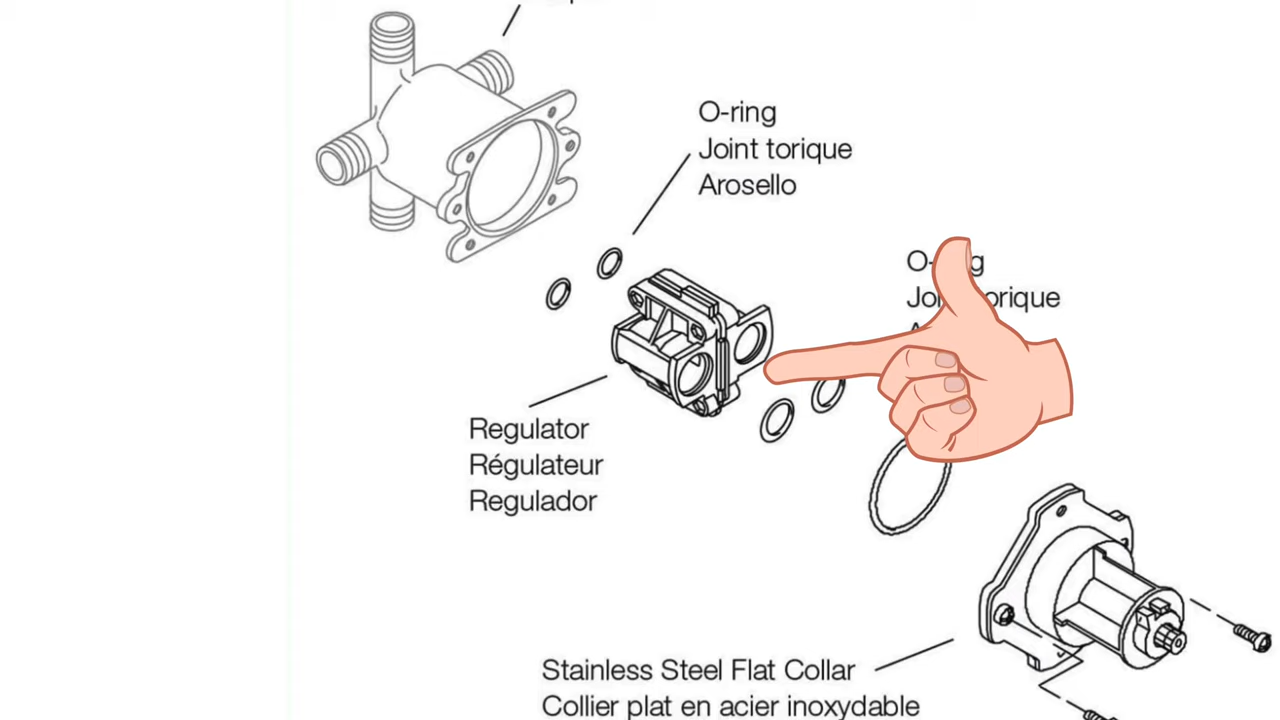 O-ring
Joint torique
Arosello
Regulator
Régulateur
Regulador
Stainless Steel Flat Collar
Collier plat en acier inoxydable